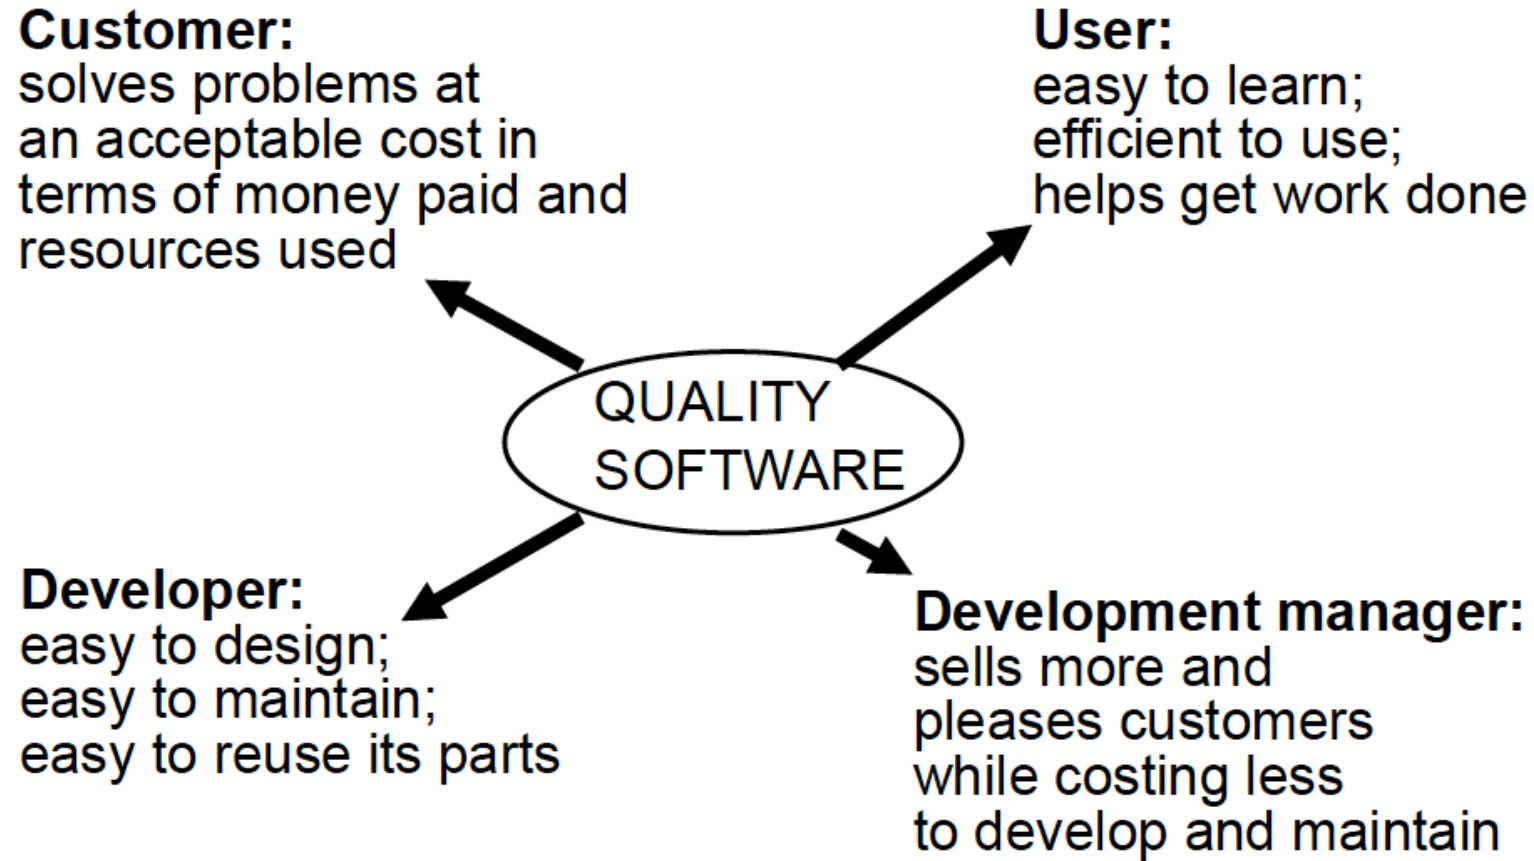 Customer:
solves problems at
an acceptable cost in
terms of money paid and
resources used
User:
easy to learn;
efficient to use;
helps get work done
QUALITY
SOFTWARE
Developer:
easy to design;
easy to maintain;
easy to reuse its parts
Development manager:
sells more and
pleases customers
while costing less
to develop and maintain